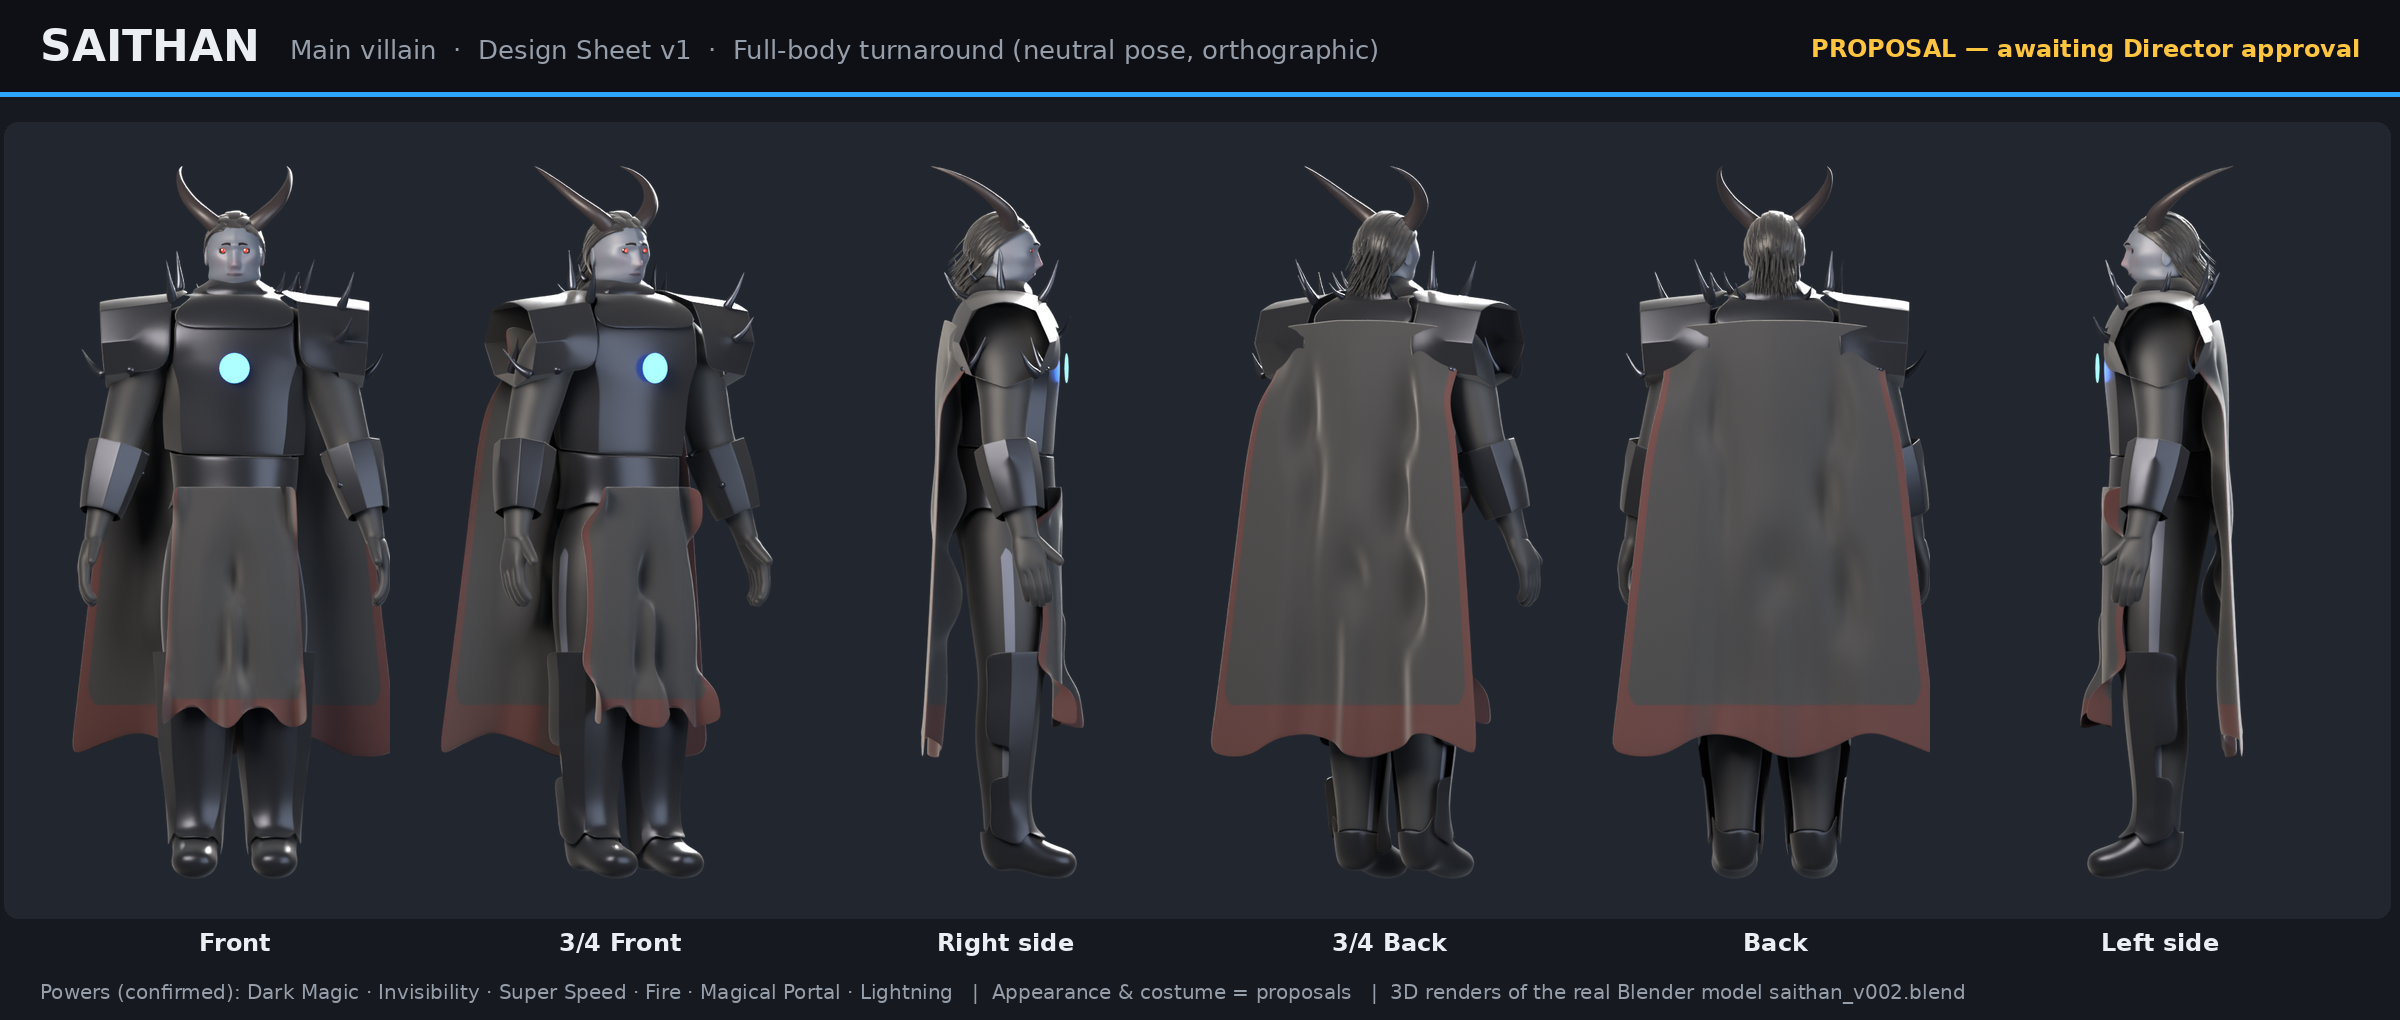 SAITHAN Main villain · Design Sheet v1 · Full-body turnaround (neutral pose, orthographic) PROPOSAL — awaiting Director approval
Front 3/4 Front Right side 3/4 Back Back Left side
Powers (confirmed): Dark Magic · Invisibility · Super Speed · Fire · Magical Portal · Lightning | Appearance & costume = proposals | 3D renders of the real Blender model saithan_v002.blend